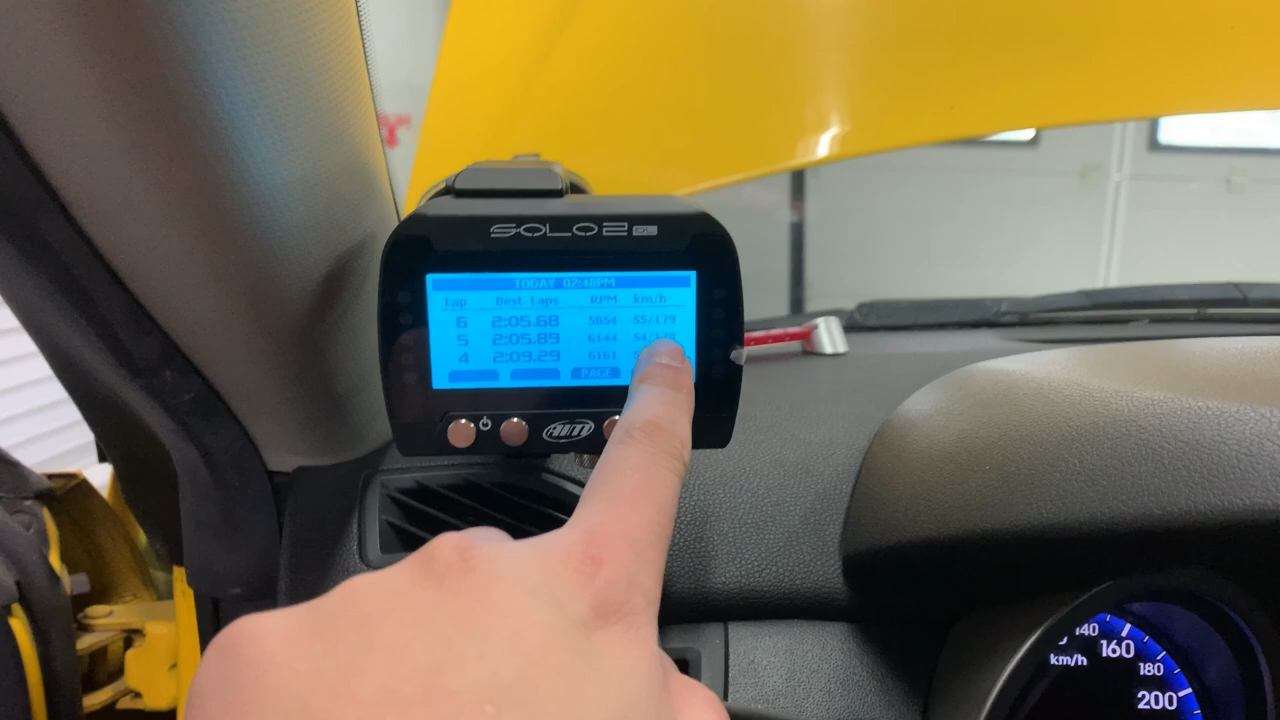 SOLO2 DL
TODAY 02:48PM
Lap Best Laps RPM km/h
6 2:05.68 5854 55/179
5 2:05.89 6144
4 2:09.29 6161
PAGE
AiM
140
160
180
200
km/h